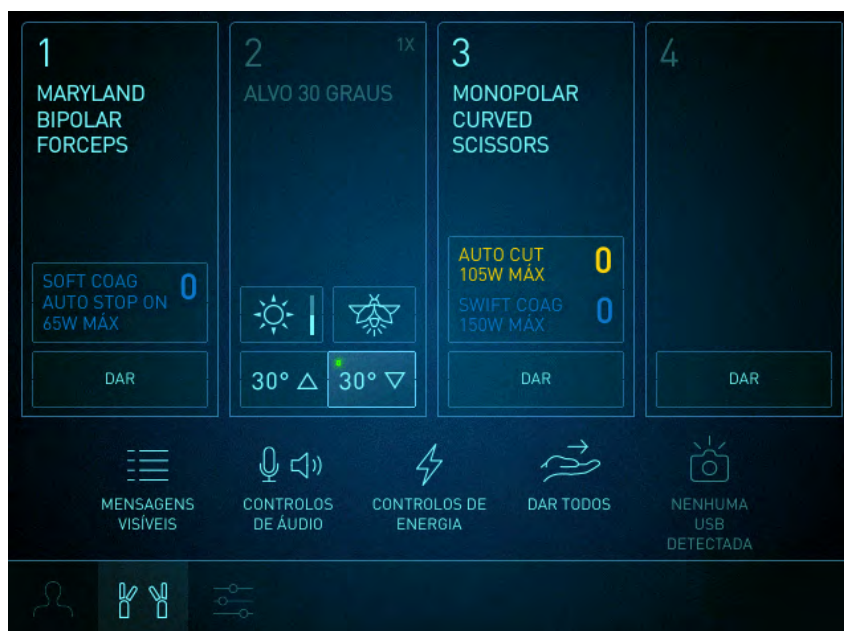 1
MARYLAND
BIPOLAR
FORCEPS
SOFT COAG
AUTO STOP ON
65W MÁX
0
DAR
2
1X
ALVO 30 GRAUS
30° △
30° ▽
3
MONOPOLAR
CURVED
SCISSORS
AUTO CUT
105W MÁX
0
SWIFT COAG
150W MÁX
0
DAR
4
DAR
MENSAGENS
VISÍVEIS
CONTROLOS
DE ÁUDIO
CONTROLOS DE
ENERGIA
DAR TODOS
NENHUMA
USB
DETECTADA